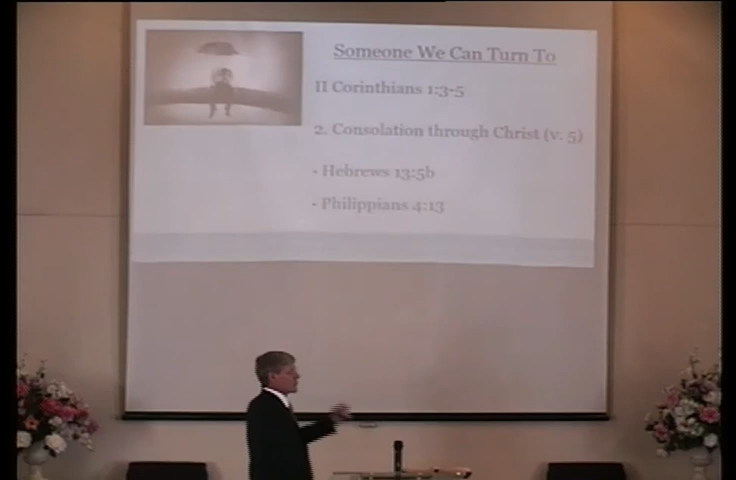 Someone We Can Turn To
II Corinthians 1:3-5
2. Consolation through Christ (v. 5)
- Hebrews 13:5b
- Philippians 4:13